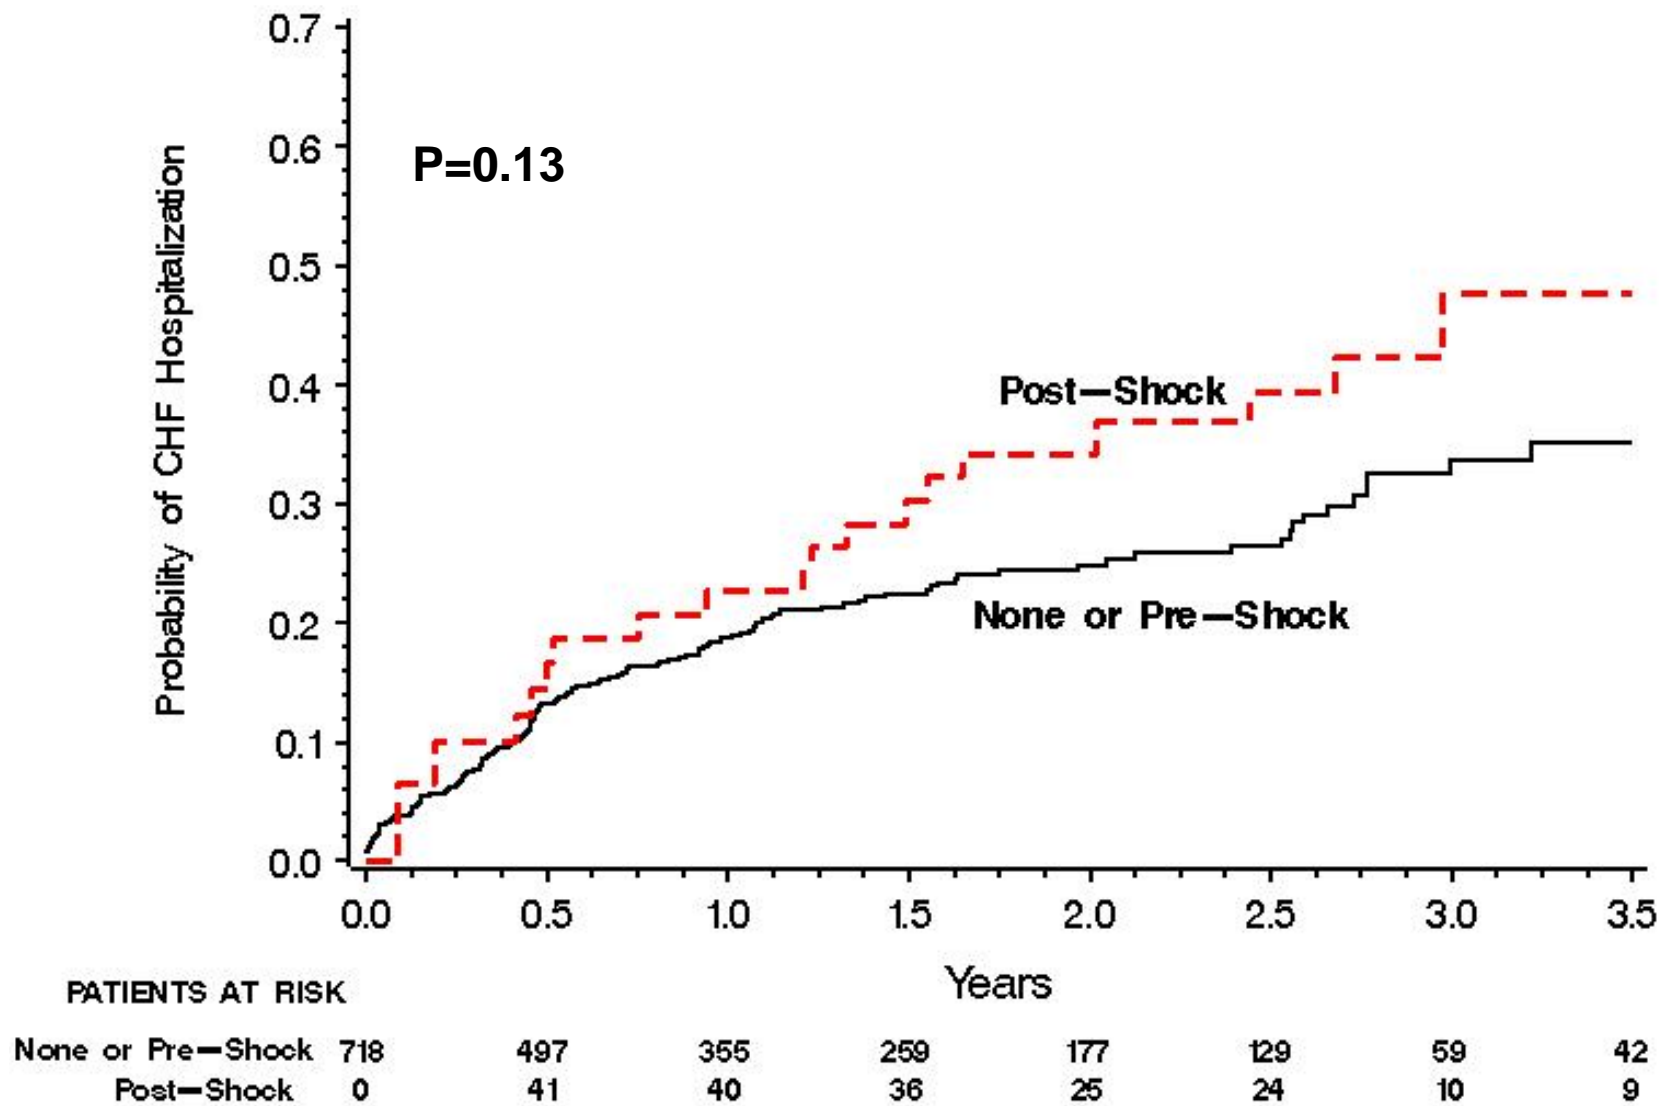 0.7
0.6
P=0.13
0.5
0.4
Post-Shock
0.3
None or Pre-Shock
0.2
0.1
0.0
Probability of CHF Hospitalization
0.0 0.5 1.0 1.5 2.0 2.5 3.0 3.5
Years
PATIENTS AT RISK
None or Pre-Shock 718 497 355 259 177 129 59 42
Post-Shock 0 41 40 36 25 24 10 9